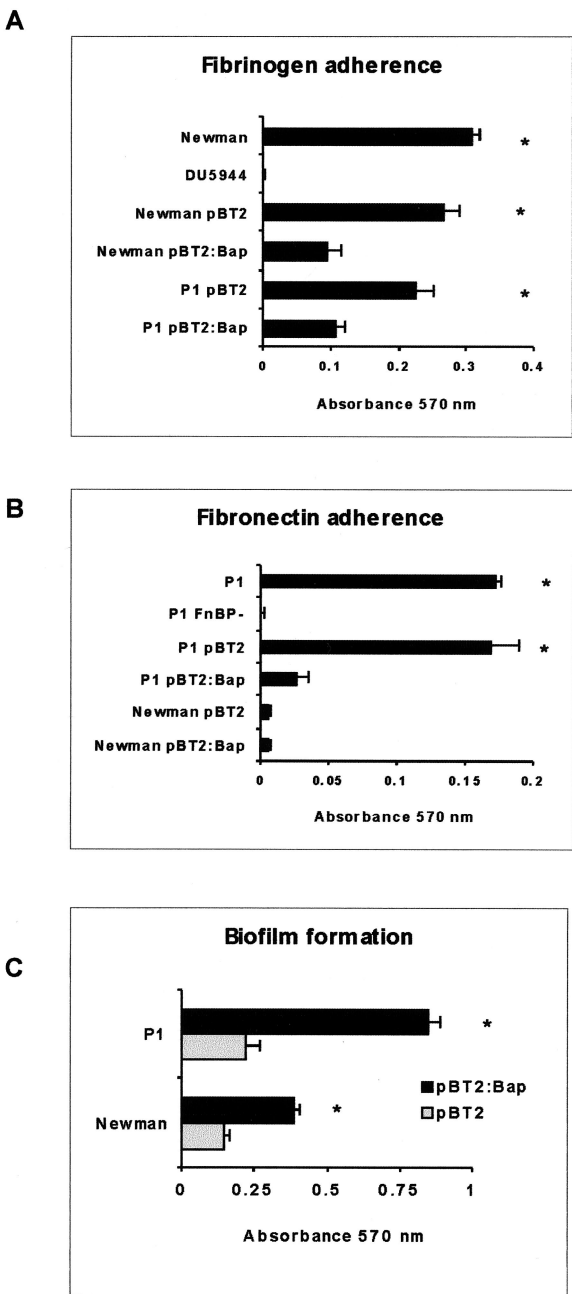 A
Fibrinogen adherence
Newman
*
DU5944
Newman pBT2
*
Newman pBT2:Bap
P1 pBT2
*
P1 pBT2:Bap
0 0.1 0.2 0.3 0.4
Absorbance 570 nm
B
Fibronectin adherence
P1
*
P1 FnBP-
P1 pBT2
*
P1 pBT2:Bap
Newman pBT2
Newman pBT2:Bap
0 0.05 0.1 0.15 0.2
Absorbance 570 nm
C
Biofilm formation
P1
*
pBT2:Bap
pBT2
Newman
*
0 0.25 0.5 0.75 1
Absorbance 570 nm